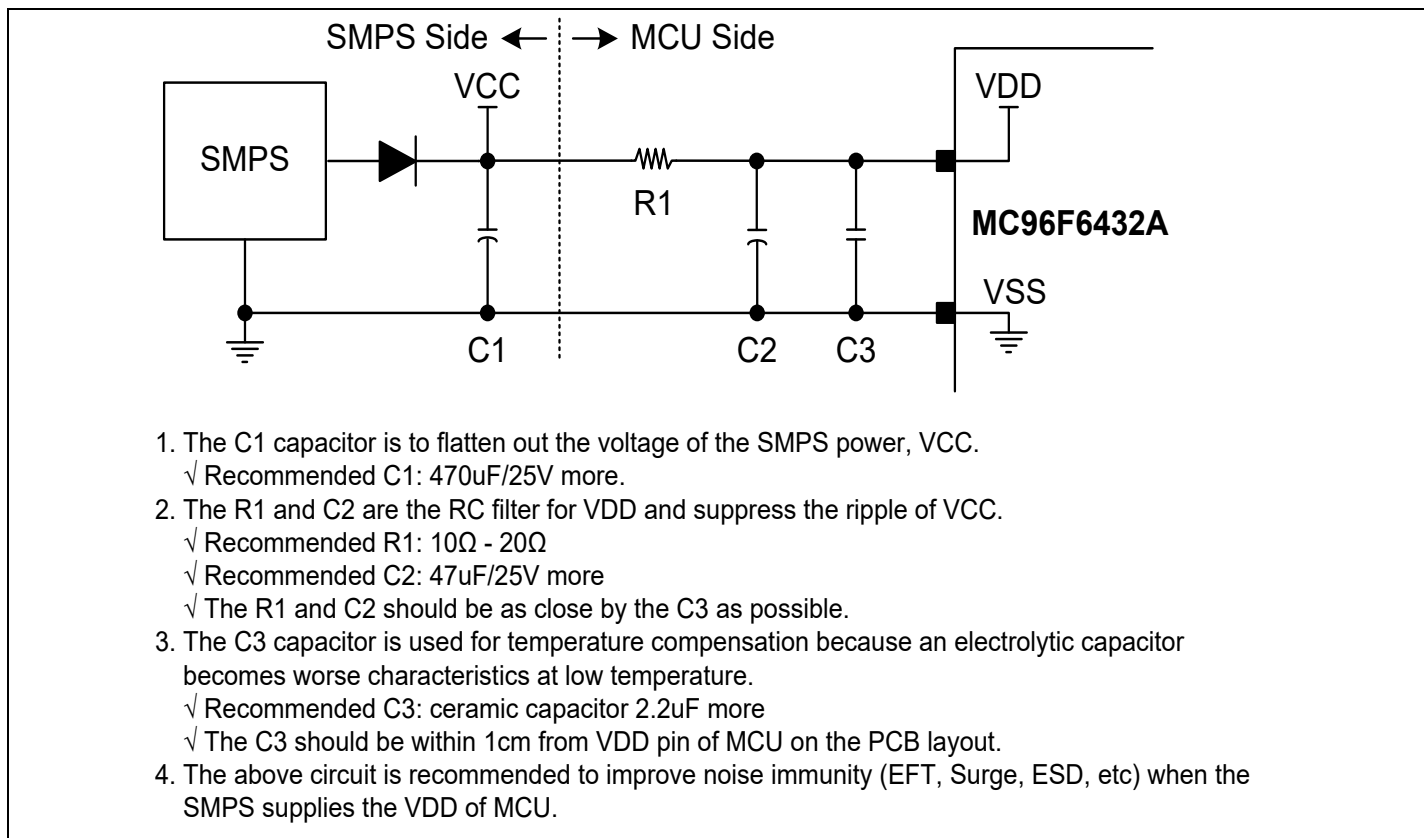 SMPS Side
MCU Side
VCC
VDD
SMPS
R1
MC96F6432A
VSS
C1
C2
C3
1. The C1 capacitor is to flatten out the voltage of the SMPS power, VCC.
√ Recommended C1: 470uF/25V more.
2. The R1 and C2 are the RC filter for VDD and suppress the ripple of VCC.
√ Recommended R1: 10Ω - 20Ω
√ Recommended C2: 47uF/25V more
√ The R1 and C2 should be as close by the C3 as possible.
3. The C3 capacitor is used for temperature compensation because an electrolytic capacitor
becomes worse characteristics at low temperature.
√ Recommended C3: ceramic capacitor 2.2uF more
√ The C3 should be within 1cm from VDD pin of MCU on the PCB layout.
4. The above circuit is recommended to improve noise immunity (EFT, Surge, ESD, etc) when the
SMPS supplies the VDD of MCU.